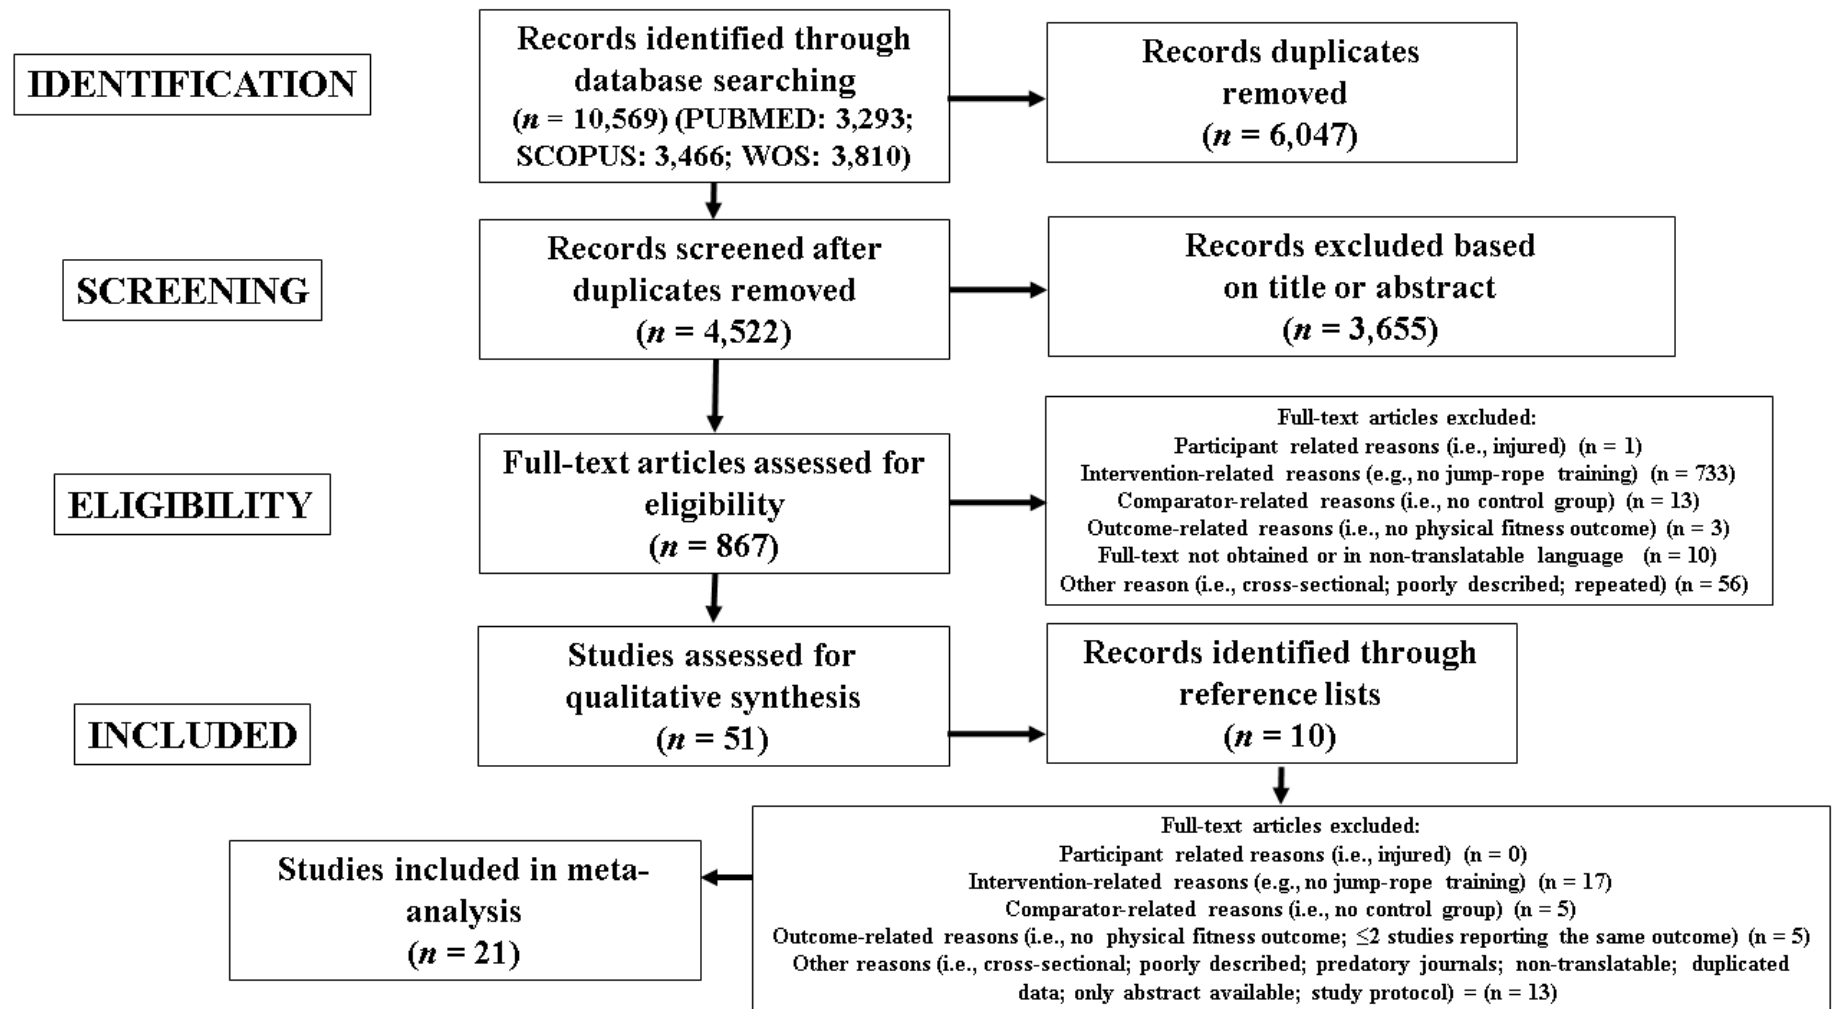 IDENTIFICATION
Records identified through
database searching
(n = 10,569) (PUBMED: 3,293;
SCOPUS: 3,466; WOS: 3,810)
Records duplicates
removed
(n = 6,047)
SCREENING
Records screened after
duplicates removed
(n = 4,522)
Records excluded based
on title or abstract
(n = 3,655)
ELIGIBILITY
Full-text articles assessed for
eligibility
(n = 867)
Full-text articles excluded:
Participant related reasons (i.e., injured) (n = 1)
Intervention-related reasons (e.g., no jump-rope training) (n = 733)
Comparator-related reasons (i.e., no control group) (n = 13)
Outcome-related reasons (i.e., no physical fitness outcome) (n = 3)
Full-text not obtained or in non-translatable language (n = 10)
Other reason (i.e., cross-sectional; poorly described; repeated) (n = 56)
INCLUDED
Studies assessed for
qualitative synthesis
(n = 51)
Records identified through
reference lists
(n = 10)
Studies included in meta-
analysis
(n = 21)
Full-text articles excluded:
Participant related reasons (i.e., injured) (n = 0)
Intervention-related reasons (e.g., no jump-rope training) (n = 17)
Comparator-related reasons (i.e., no control group) (n = 5)
Outcome-related reasons (i.e., no physical fitness outcome; ≤2 studies reporting the same outcome) (n = 5)
Other reasons (i.e., cross-sectional; poorly described; predatory journals; non-translatable; duplicated
data; only abstract available; study protocol) = (n = 13)